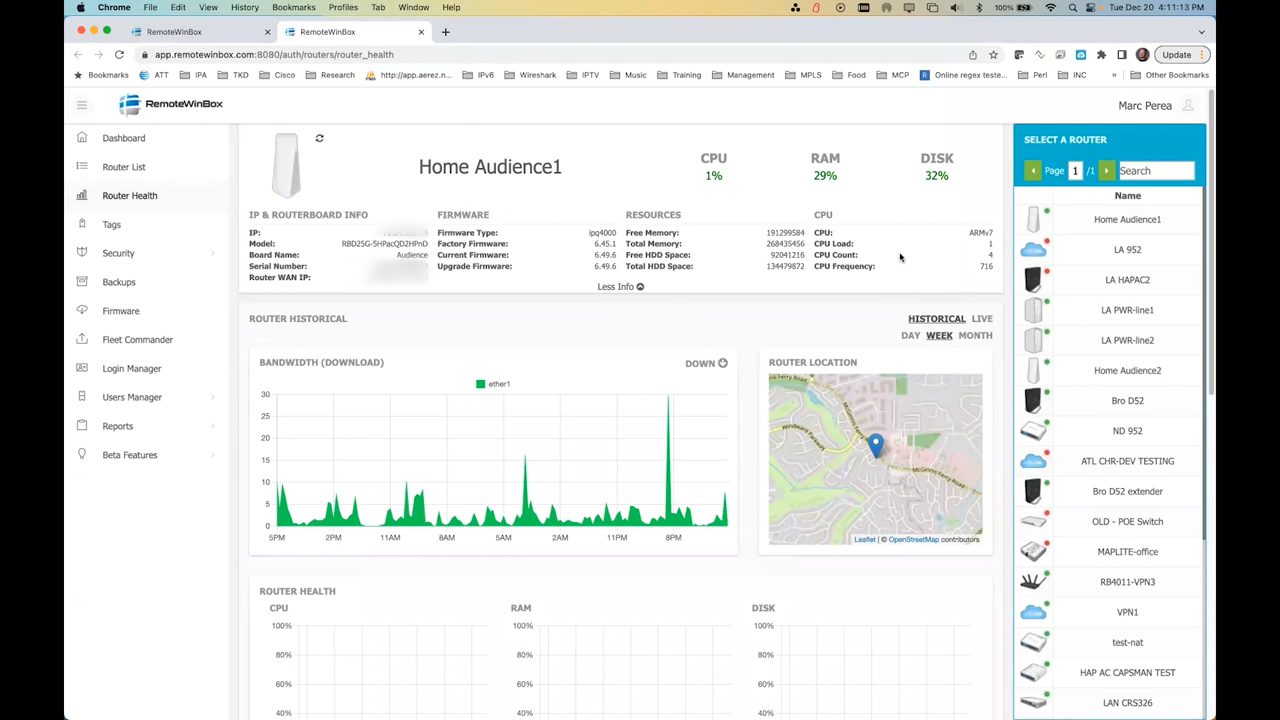 Chrome File Edit View History Bookmarks Profiles Tab Window Help 100% Tue Dec 20 4:11:13 PM
RemoteWinBox RemoteWinBox
app.remotewinbox.com:8080/auth/routers/router_health Update
Bookmarks ATT IPA TKD Cisco Research http://app.aerez.n... IPv6 Wireshark IPTV Music Training Management MPLS Food MCP Online regex teste... Perl INC » Other Bookmarks
RemoteWinBox Marc Perea
Dashboard
Router List
Router Health
Tags
Security
Backups
Firmware
Fleet Commander
Login Manager
Users Manager
Reports
Beta Features
Home Audience1
CPU RAM DISK
1% 29% 32%
IP & ROUTERBOARD INFO FIRMWARE RESOURCES CPU
IP: Firmware Type: ipq4000 Free Memory: 191299584 CPU: ARMv7
Model: RBD25G-5HPacQD2HPnD Factory Firmware: 6.45.1 Total Memory: 268435456 CPU Load: 1
Board Name: Audience Current Firmware: 6.49.6 Free HDD Space: 92041216 CPU Count: 4
Serial Number: Upgrade Firmware: 6.49.6 Total HDD Space: 134479872 CPU Frequency: 716
Router WAN IP:
Less Info
ROUTER HISTORICAL HISTORICAL LIVE
DAY WEEK MONTH
BANDWIDTH (DOWNLOAD) DOWN
ether1
30
25
20
15
10
5
0
5PM 2PM 11AM 8AM 5AM 2AM 11PM 8PM
ROUTER LOCATION
McGinnis Ferry Road
McGinnis Ferry Road
Windward Parkway
McGinnis Ferry Road
Leaflet | © OpenStreetMap contributors
ROUTER HEALTH
CPU RAM DISK
100% 100% 100%
80% 80% 80%
60% 60% 60%
40% 40% 40%
SELECT A ROUTER
Page 1 /1 Search
Name
Home Audience1
LA 952
LA HAPAC2
LA PWR-line1
LA PWR-line2
Home Audience2
Bro D52
ND 952
ATL CHR-DEV TESTING
Bro D52 extender
OLD - POE Switch
MAPLITE-office
RB4011-VPN3
VPN1
test-nat
HAP AC CAPSMAN TEST
LAN CRS326